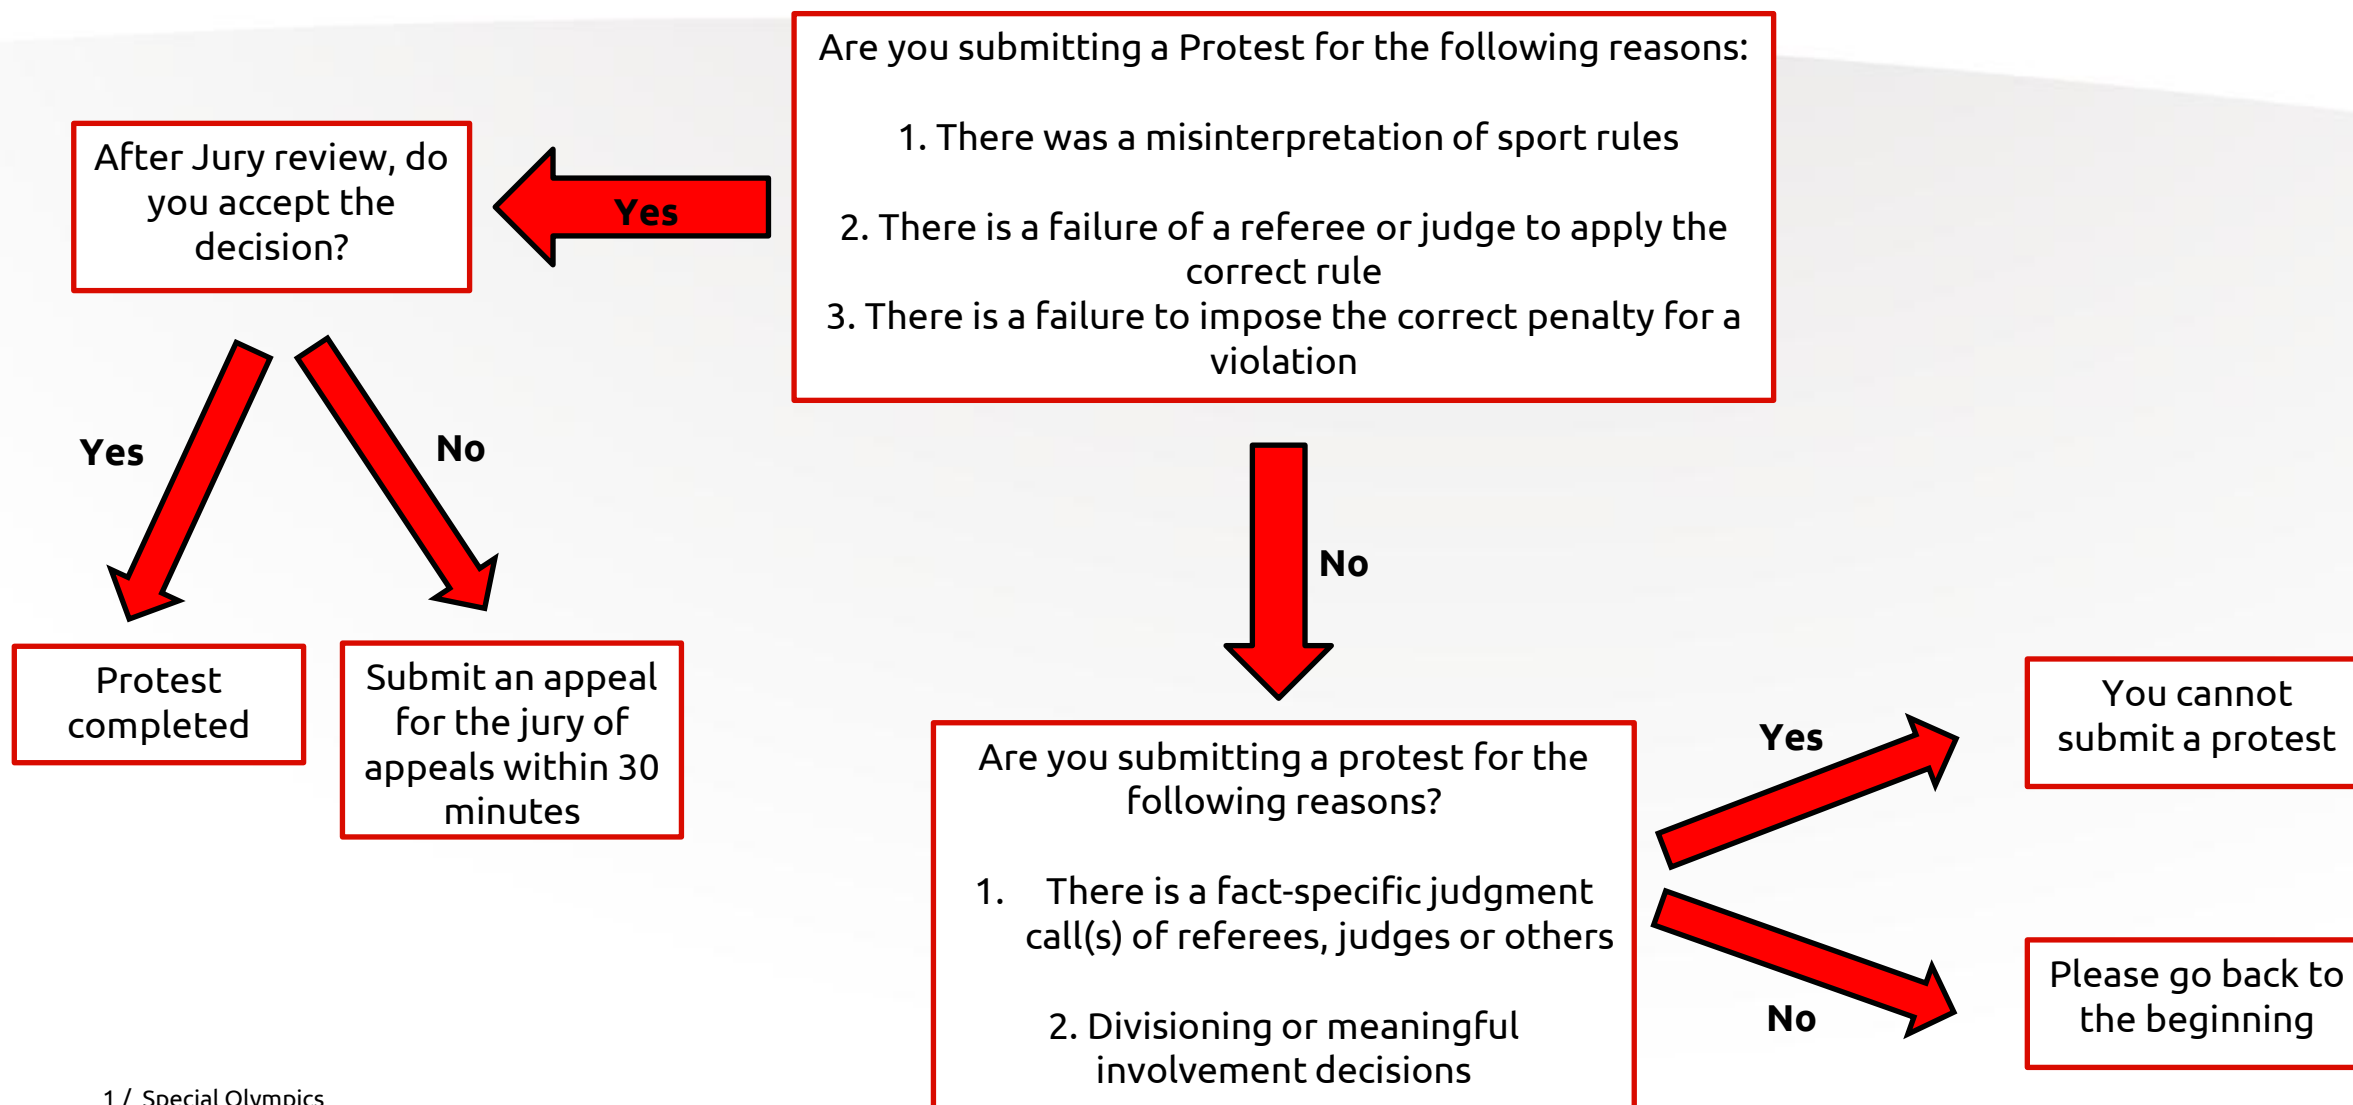 Are you submitting a Protest for the following reasons:
1. There was a misinterpretation of sport rules
2. There is a failure of a referee or judge to apply the
correct rule
3. There is a failure to impose the correct penalty for a
violation
Yes
After Jury review, do
you accept the
decision?
Yes
No
Protest
completed
Submit an appeal
for the jury of
appeals within 30
minutes
No
Are you submitting a protest for the
following reasons?
1. There is a fact-specific judgment
call(s) of referees, judges or others
2. Divisioning or meaningful
involvement decisions
Yes
You cannot
submit a protest
No
Please go back to
the beginning
1 / Special Olympics